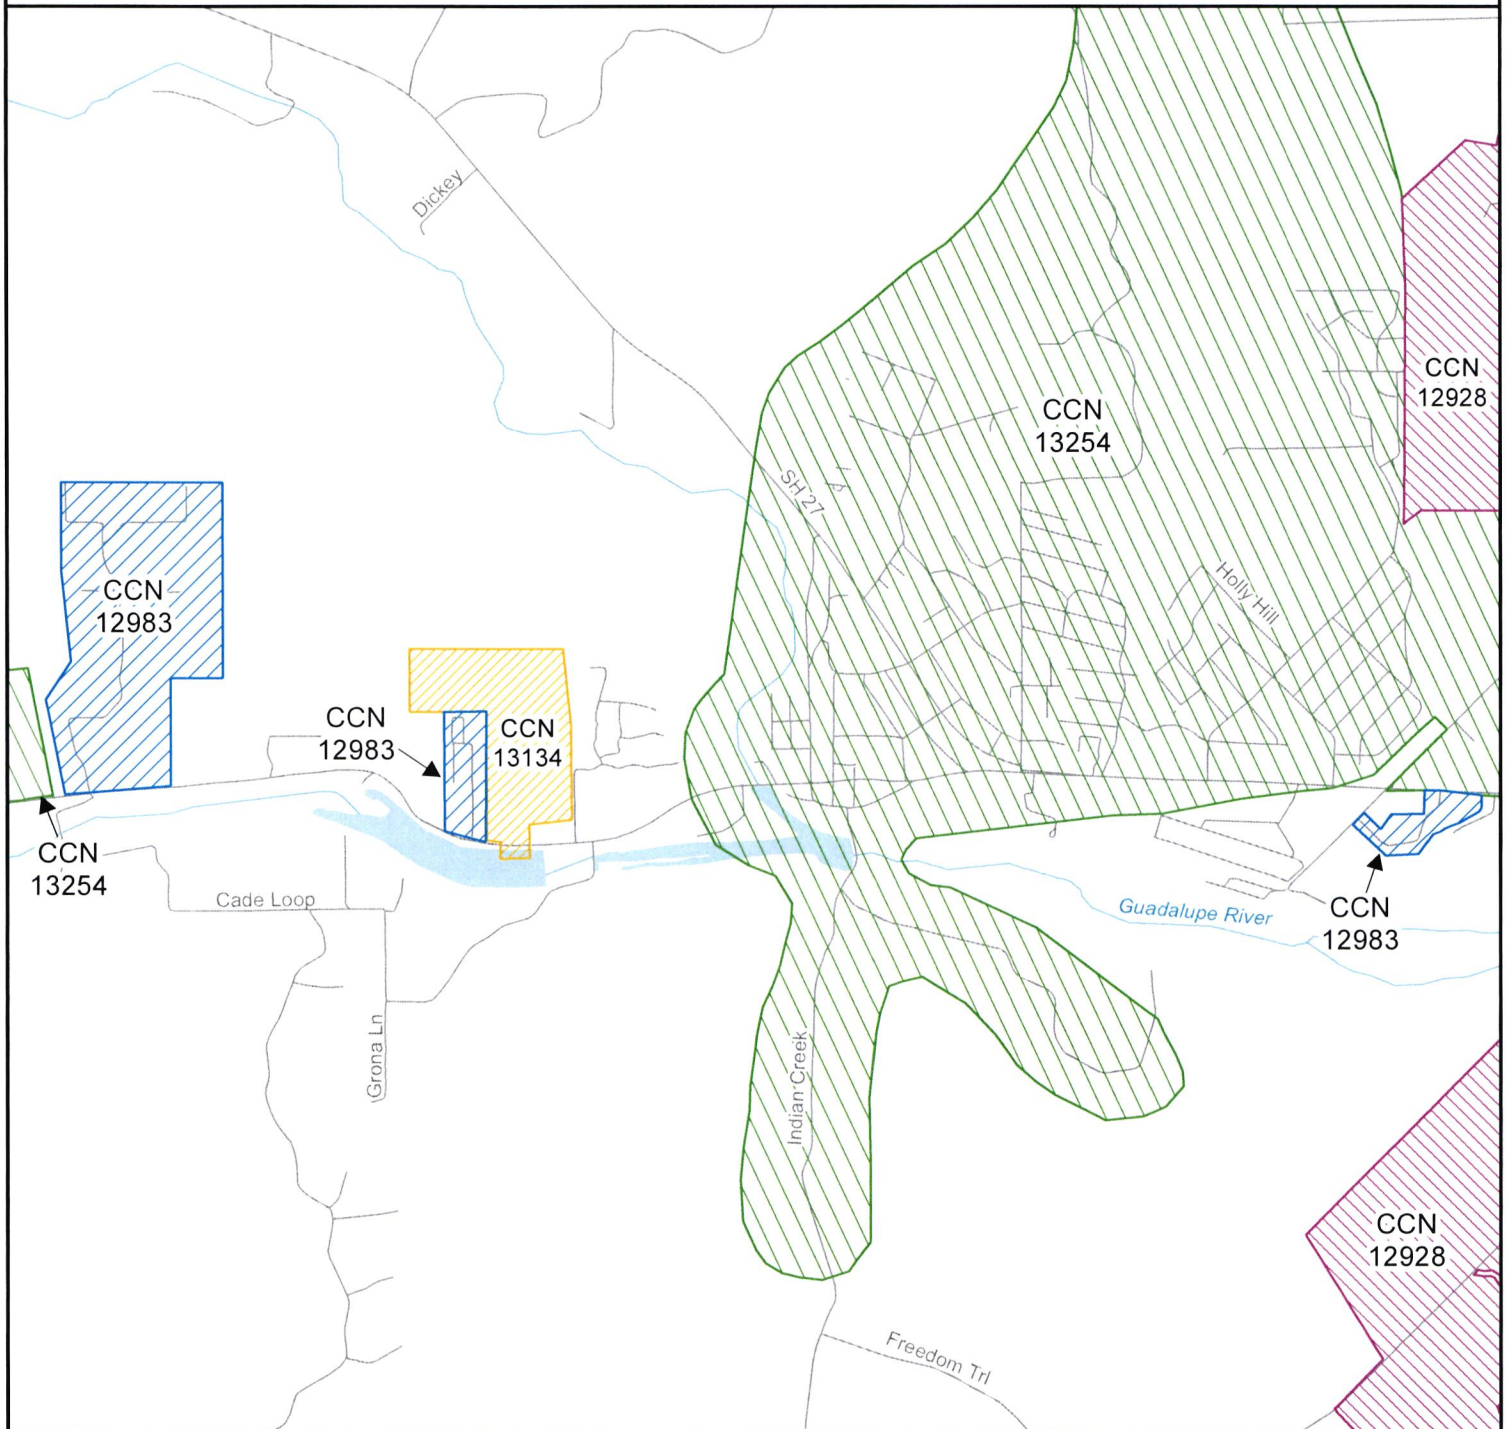 Dickey
CCN
12928
CCN
13254
SH 27
CCN
12983
Holly Hill
CCN
12983
CCN
13134
CCN
13254
Cade Loop
Guadalupe River
CCN
12983
Grona Ln
Indian Creek
CCN
12928
Freedom Trl